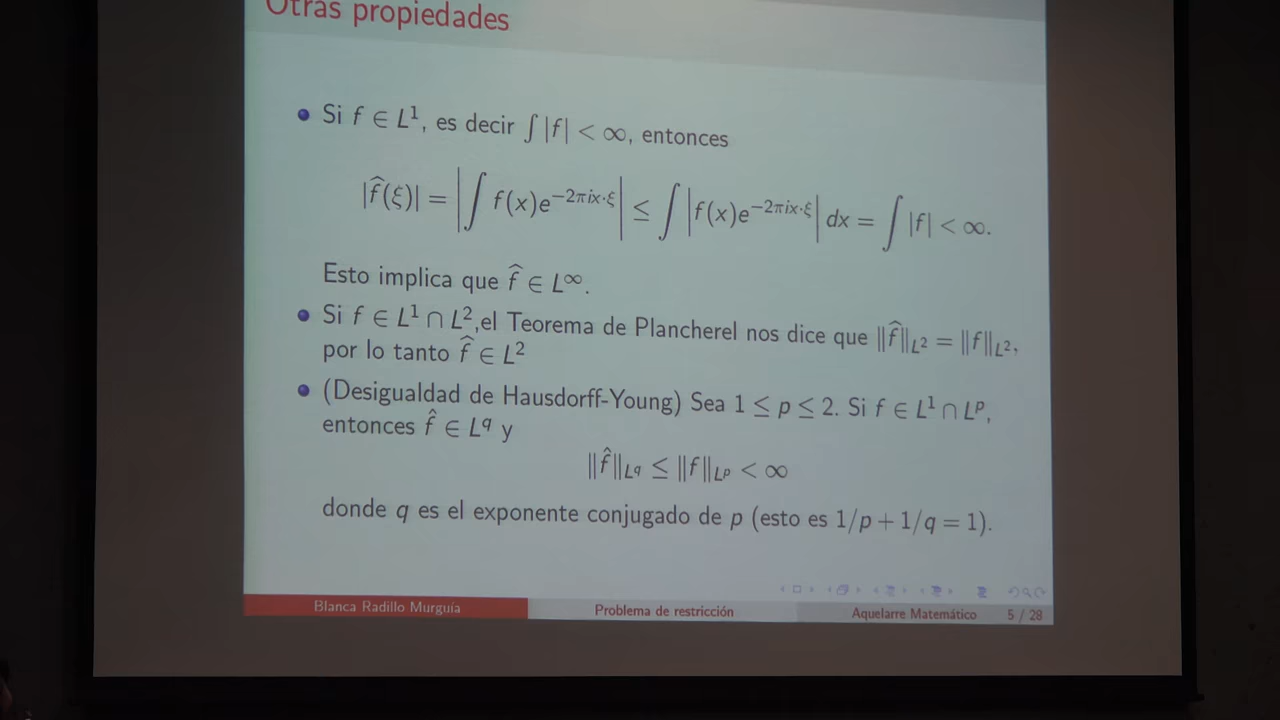 Otras propiedades
Si f ∈ L¹, es decir ∫|f| < ∞, entonces
|f̂(ξ)| = |∫ f(x)e^{−2πix·ξ}| ≤ ∫ |f(x)e^{−2πix·ξ}| dx = ∫ |f| < ∞.
Esto implica que f̂ ∈ L^∞.
Si f ∈ L¹ ∩ L²,el Teorema de Plancherel nos dice que ‖f̂‖_{L²} = ‖f‖_{L²},
por lo tanto f̂ ∈ L²
(Desigualdad de Hausdorff-Young) Sea 1 ≤ p ≤ 2. Si f ∈ L¹ ∩ L^p,
entonces f̂ ∈ L^q y
‖f̂‖_{L^q} ≤ ‖f‖_{L^p} < ∞
donde q es el exponente conjugado de p (esto es 1/p + 1/q = 1).
Blanca Radillo Murguía Problema de restricción Aquelarre Matemático 5 / 28